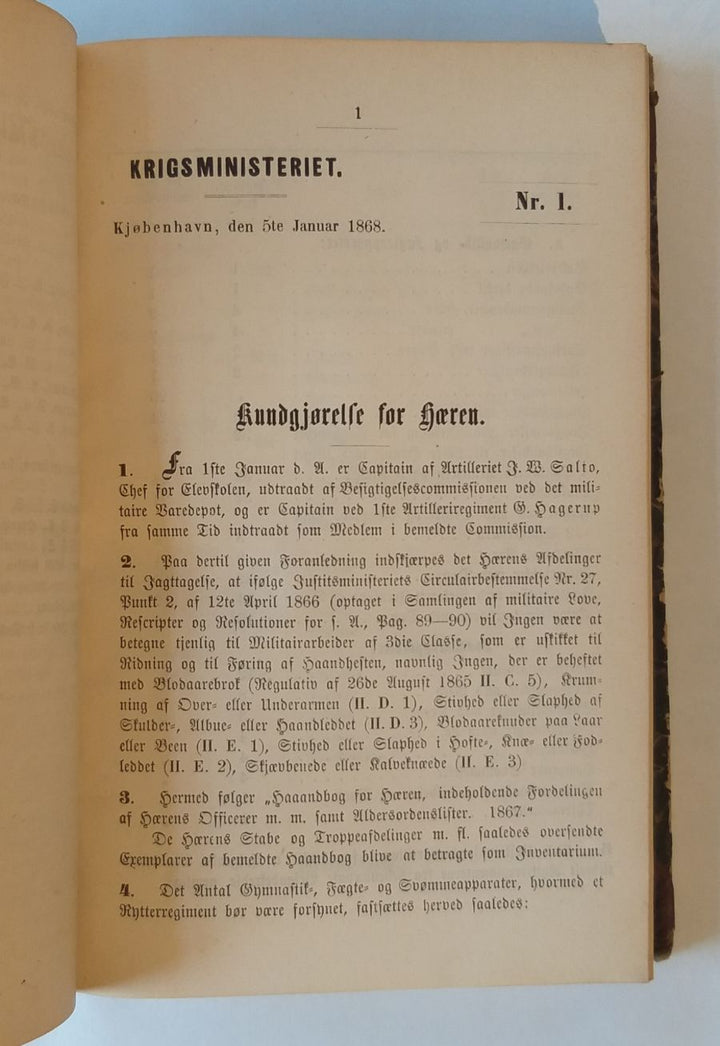 1
KRIGSMINISTERIET.
Nr. 1.
Kjøbenhavn, den 5te Januar 1868.
Kundgjørelse for Hæren.
1. Fra 1ste Januar d. A. er Capitain af Artilleriet J. W. Salto,
Chef for Elevskolen, udtraadt af Besigtigelsescommissionen ved det mili-
taire Varedepot, og er Capitain ved 1ste Artilleriregiment G. Hagerup
fra samme Tid indtraadt som Medlem i bemeldte Commission.
2. Paa dertil given Foranledning indskjærpes det Hærens Afdelinger
til Jagttagelse, at ifølge Justitsministeriets Circulairbestemmelse Nr. 27,
Punkt 2, af 12te April 1866 (optaget i Samlingen af militaire Love,
Rescripter og Resolutioner for s. A., Pag. 89—90) vil Ingen være at
betegne tjenlig til Militairarbeider af 3die Classe, som er uskikket til
Ridning og til Føring af Haandhesten, navnlig Ingen, der er beheftet
med Blodaarebrok (Regulativ af 26de August 1865 II. C. 5), Krum-
ning af Over- eller Underarmen (II. D. 1), Stivhed eller Slaphed af
Skulder-, Albue- eller Haandleddet (II. D. 3), Blodaareknuder paa Laar
eller Been (II. E. 1), Stivhed eller Slaphed i Hofte-, Knæ- eller Fod-
leddet (II. E. 2), Skjævbenede eller Kalveknæede (II. E. 3)
3. Hermed følger „Haaandbog for Hæren, indeholdende Fordelingen
af Hærens Officerer m. m. samt Aldersordenslister. 1867.“
De Hærens Stabe og Troppeafdelinger m. fl. saaledes oversendte
Exemplarer af bemeldte Haandbog blive at betragte som Inventarium.
4. Det Antal Gymnastik-, Fægte- og Svømmeapparater, hvormed et
Rytterregiment bør være forsynet, fastsættes herved saaledes: